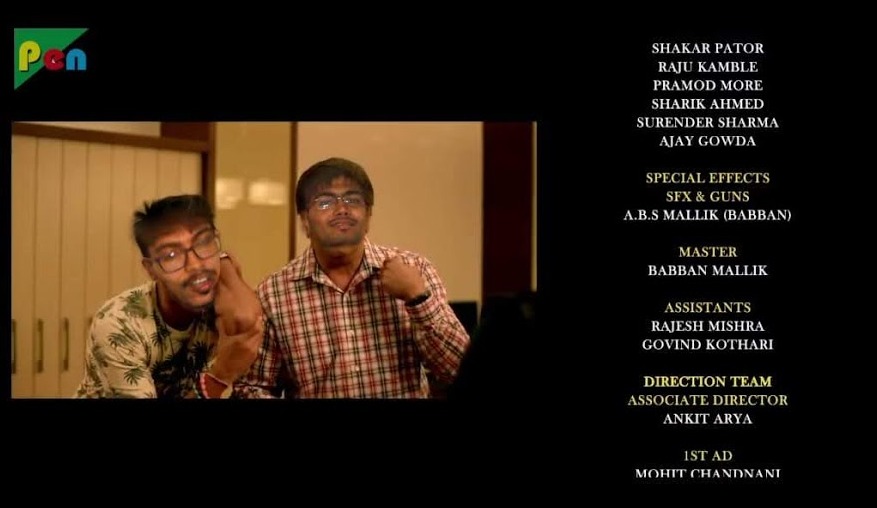 Pen
SHAKAR PATOR
RAJU KAMBLE
PRAMOD MORE
SHARIK AHMED
SURENDER SHARMA
AJAY GOWDA
SPECIAL EFFECTS
SFX & GUNS
A.B.S MALLIK (BABBAN)
MASTER
BABBAN MALLIK
ASSISTANTS
RAJESH MISHRA
GOVIND KOTHARI
DIRECTION TEAM
ASSOCIATE DIRECTOR
ANKIT ARYA
1ST AD
MOHIT CHANDNANI